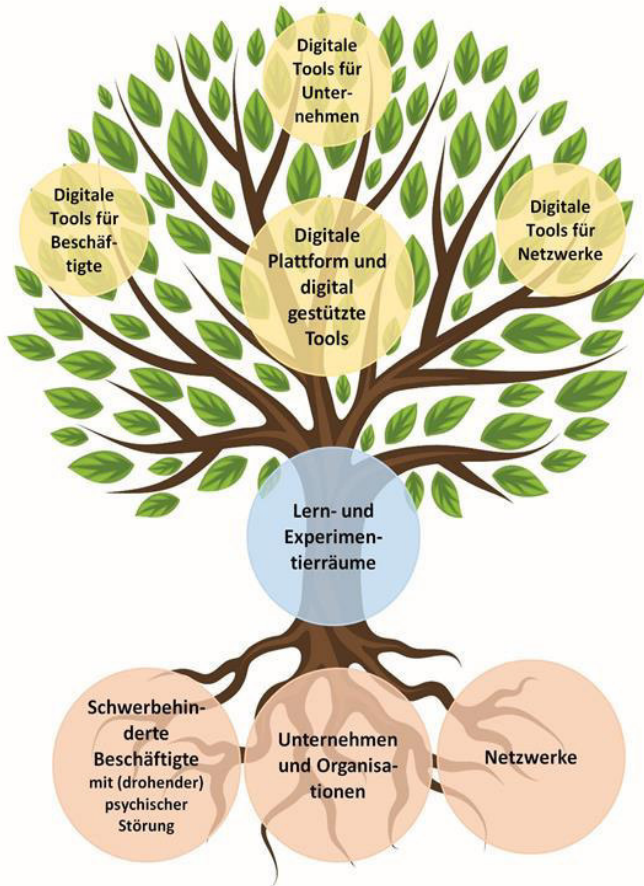 Digitale
Tools für
Unter-
nehmen
Digitale
Tools für
Beschäf-
tigte
Digitale
Plattform und
digital
gestützte
Tools
Digitale
Tools für
Netzwerke
Lern- und
Experimen-
tierräume
Schwerbehin-
derte
Beschäftigte
mit (drohender)
psychischer
Störung
Unternehmen
und Organisa-
tionen
Netzwerke